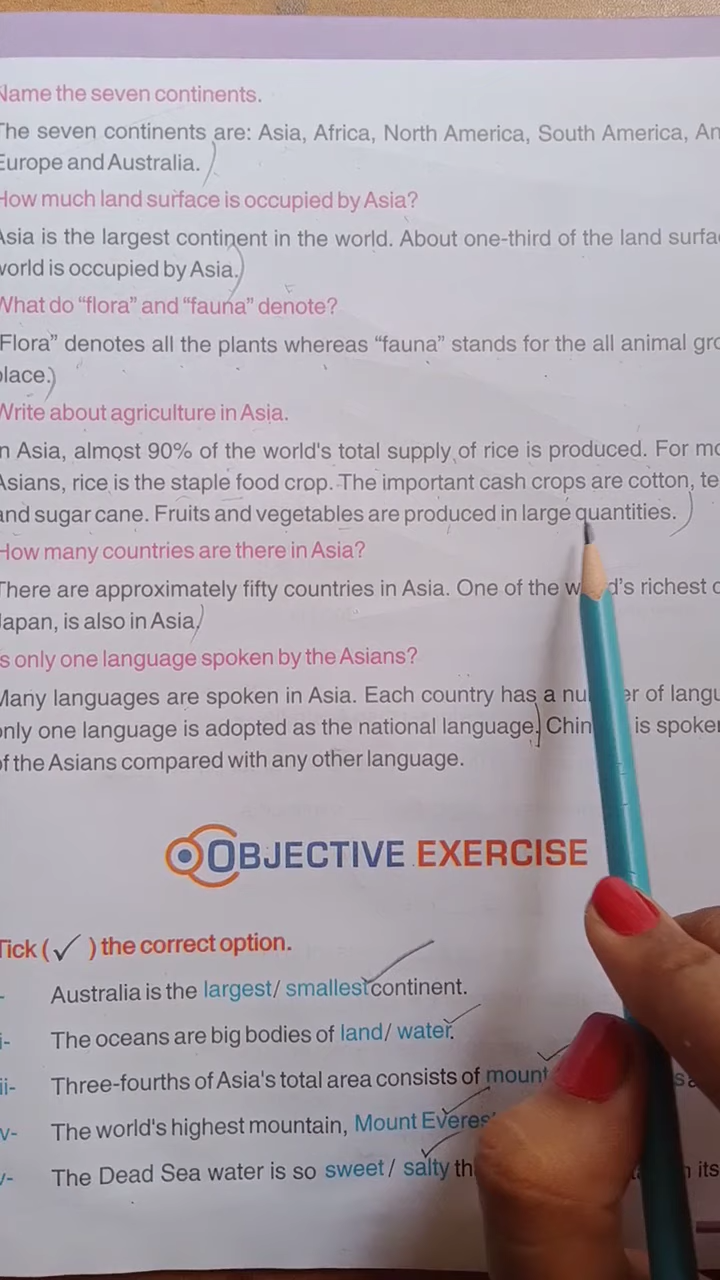 Name the seven continents.
The seven continents are: Asia, Africa, North America, South America, An
Europe and Australia.
How much land surface is occupied by Asia?
Asia is the largest continent in the world. About one-third of the land surfa
world is occupied by Asia.
What do "flora" and "fauna" denote?
Flora" denotes all the plants whereas "fauna" stands for the all animal gro
place.
Write about agriculture in Asia.
n Asia, almost 90% of the world's total supply of rice is produced. For mo
Asians, rice is the staple food crop. The important cash crops are cotton, te
and sugar cane. Fruits and vegetables are produced in large quantities.
How many countries are there in Asia?
There are approximately fifty countries in Asia. One of the w d's richest c
Japan, is also in Asia
s only one language spoken by the Asians?
Many languages are spoken in Asia. Each country has a nu er of langu
only one language is adopted as the national language. Chin is spoken
of the Asians compared with any other language.
OBJECTIVE EXERCISE
Tick (✓) the correct option.
- Australia is the largest/ smallest continent.
i- The oceans are big bodies of land/ water.
ii- Three-fourths of Asia's total area consists of mount
v- The world's highest mountain, Mount Everes
v- The Dead Sea water is so sweet / salty th its